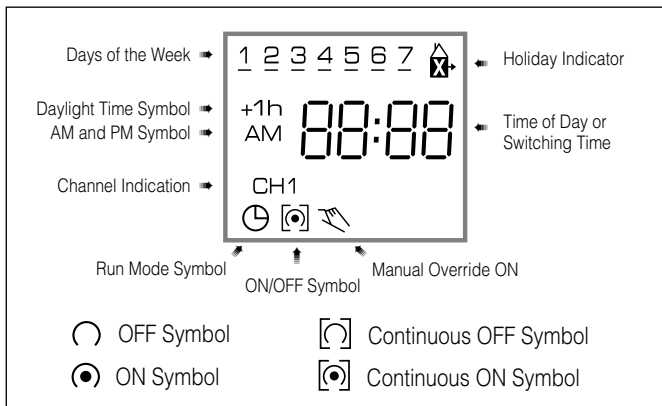 Days of the Week
1 2 3 4 5 6 7
Holiday Indicator
Daylight Time Symbol
+1h
AM and PM Symbol
AM
88:88
Time of Day or
Switching Time
Channel Indication
CH1
Run Mode Symbol
ON/OFF Symbol
Manual Override ON
OFF Symbol
Continuous OFF Symbol
ON Symbol
Continuous ON Symbol